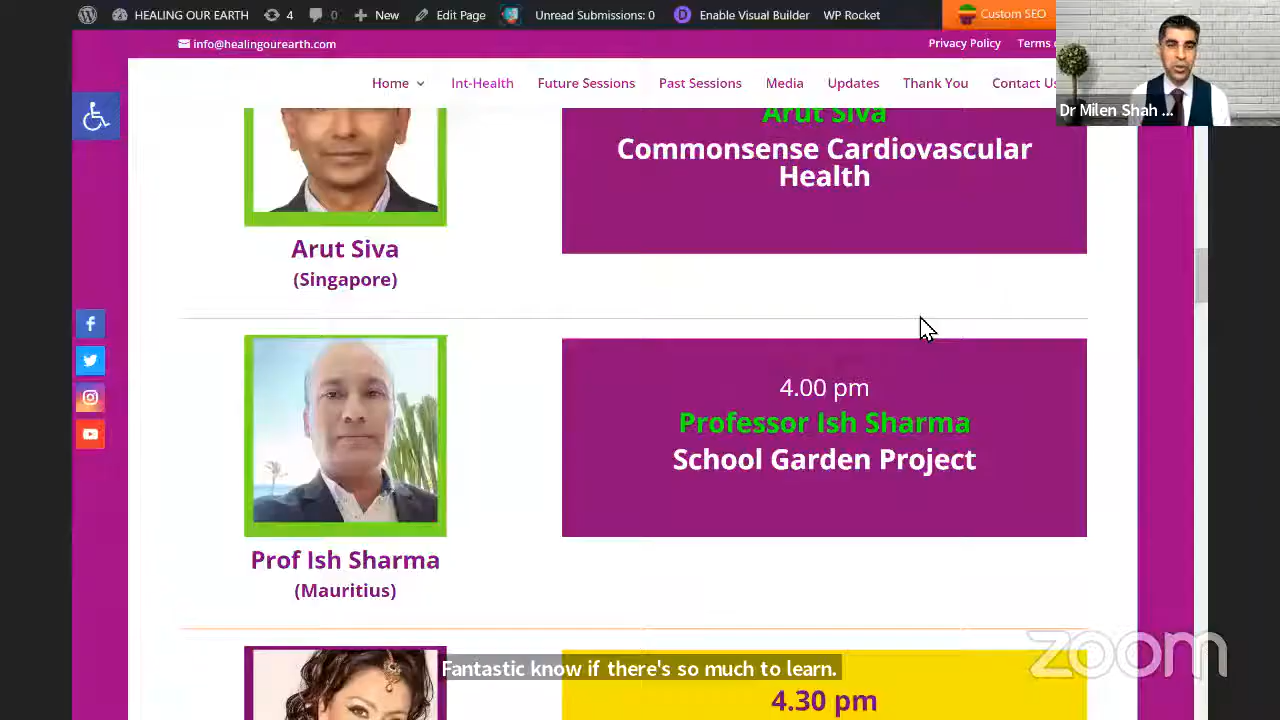 HEALING OUR EARTH
4
0
New
Edit Page
Unread Submissions: 0
Enable Visual Builder
WP Rocket
Custom SEO
info@healingourearth.com
Privacy Policy
Terms
Home
Int-Health
Future Sessions
Past Sessions
Media
Updates
Thank You
Contact Us
Dr Milen Shah ...
Arut Siva
Commonsense Cardiovascular
Health
Arut Siva
(Singapore)
4.00 pm
Professor Ish Sharma
School Garden Project
Prof Ish Sharma
(Mauritius)
Fantastic know if there's so much to learn.
4.30 pm
zoom